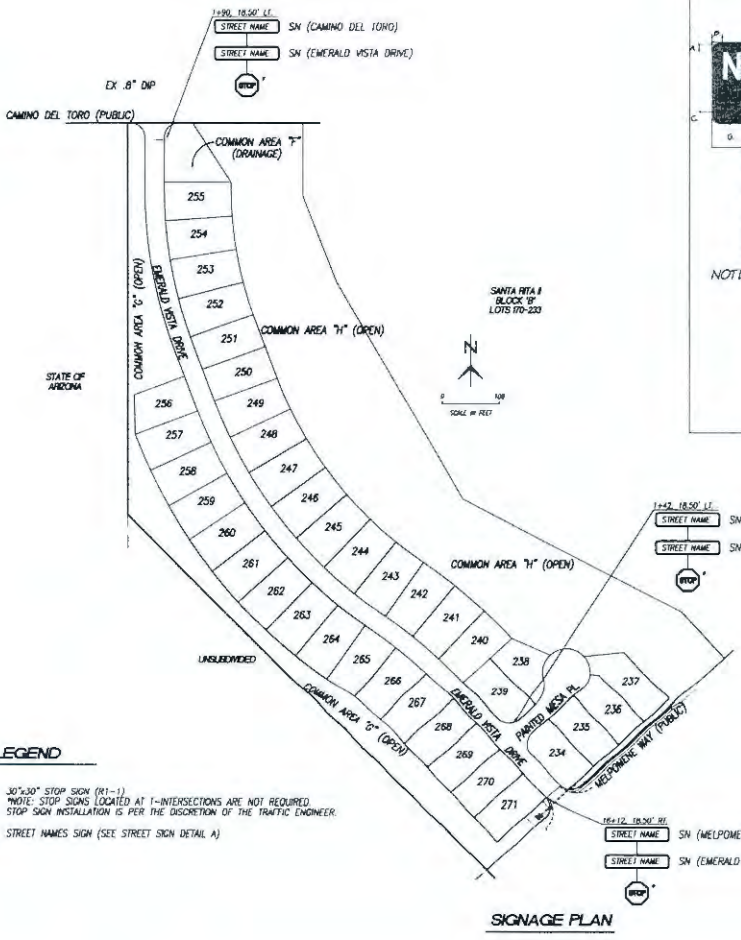 1+90, 18.50' LT.
STREET NAME SN (CAMINO DEL TORO)
STREET NAME SN (EMERALD VISTA DRIVE)
STOP *
EX .8" DIP
CAMINO DEL TORO (PUBLIC)
COMMON AREA "F"
(DRAINAGE)
255
254
253
252
251
250
249
248
247
246
245
244
243
242
241
240
239
238
237
236
235
234
EMERALD VISTA DRIVE
COMMON AREA "G" (OPEN)
COMMON AREA "H" (OPEN)
STATE OF
ARIZONA
SANTA RITA II
BLOCK 'B'
LOTS 170-233
N
0 100
SCALE IN FEET
256
257
258
259
260
261
262
263
264
265
266
267
268
269
270
271
1+42, 18.50' LT.
STREET NAME SN
STREET NAME SN
STOP *
COMMON AREA "H" (OPEN)
UNSUBDIVIDED
COMMON AREA "G" (OPEN)
EMERALD VISTA DRIVE
PAINTED MESA PL.
MELPOMENE WAY (PUBLIC)
16+12, 18.50' RT.
STREET NAME SN (MELPOME
STREET NAME SN (EMERALD
STOP *
LEGEND
30"x30" STOP SIGN (R1-1)
*NOTE: STOP SIGNS LOCATED AT T-INTERSECTIONS ARE NOT REQUIRED.
STOP SIGN INSTALLATION IS PER THE DISCRETION OF THE TRAFFIC ENGINEER.
STREET NAMES SIGN (SEE STREET SIGN DETAIL A)
SIGNAGE PLAN
A
C
N
NOTE